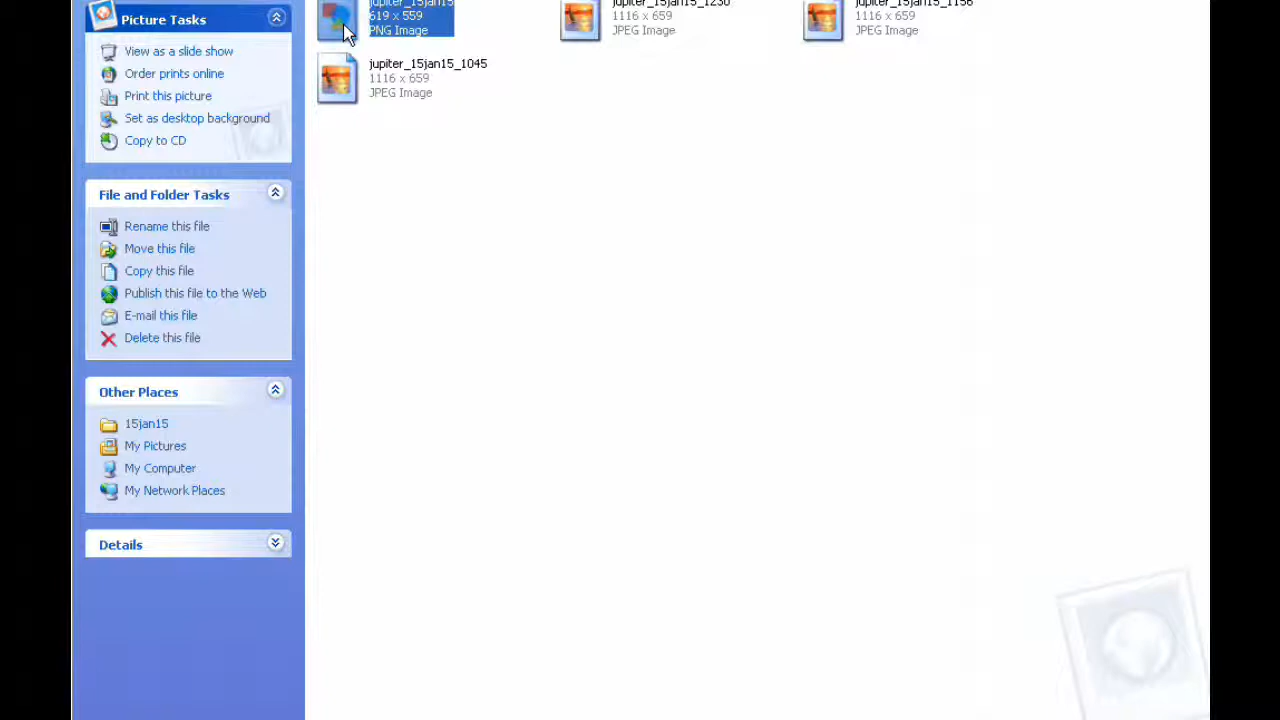 Picture Tasks
View as a slide show
Order prints online
Print this picture
Set as desktop background
Copy to CD
File and Folder Tasks
Rename this file
Move this file
Copy this file
Publish this file to the Web
E-mail this file
Delete this file
Other Places
15jan15
My Pictures
My Computer
My Network Places
Details
jupiter_15jan15
619 x 559
PNG Image
jupiter_15jan15_1230
1116 x 659
JPEG Image
jupiter_15jan15_1156
1116 x 659
JPEG Image
jupiter_15jan15_1045
1116 x 659
JPEG Image